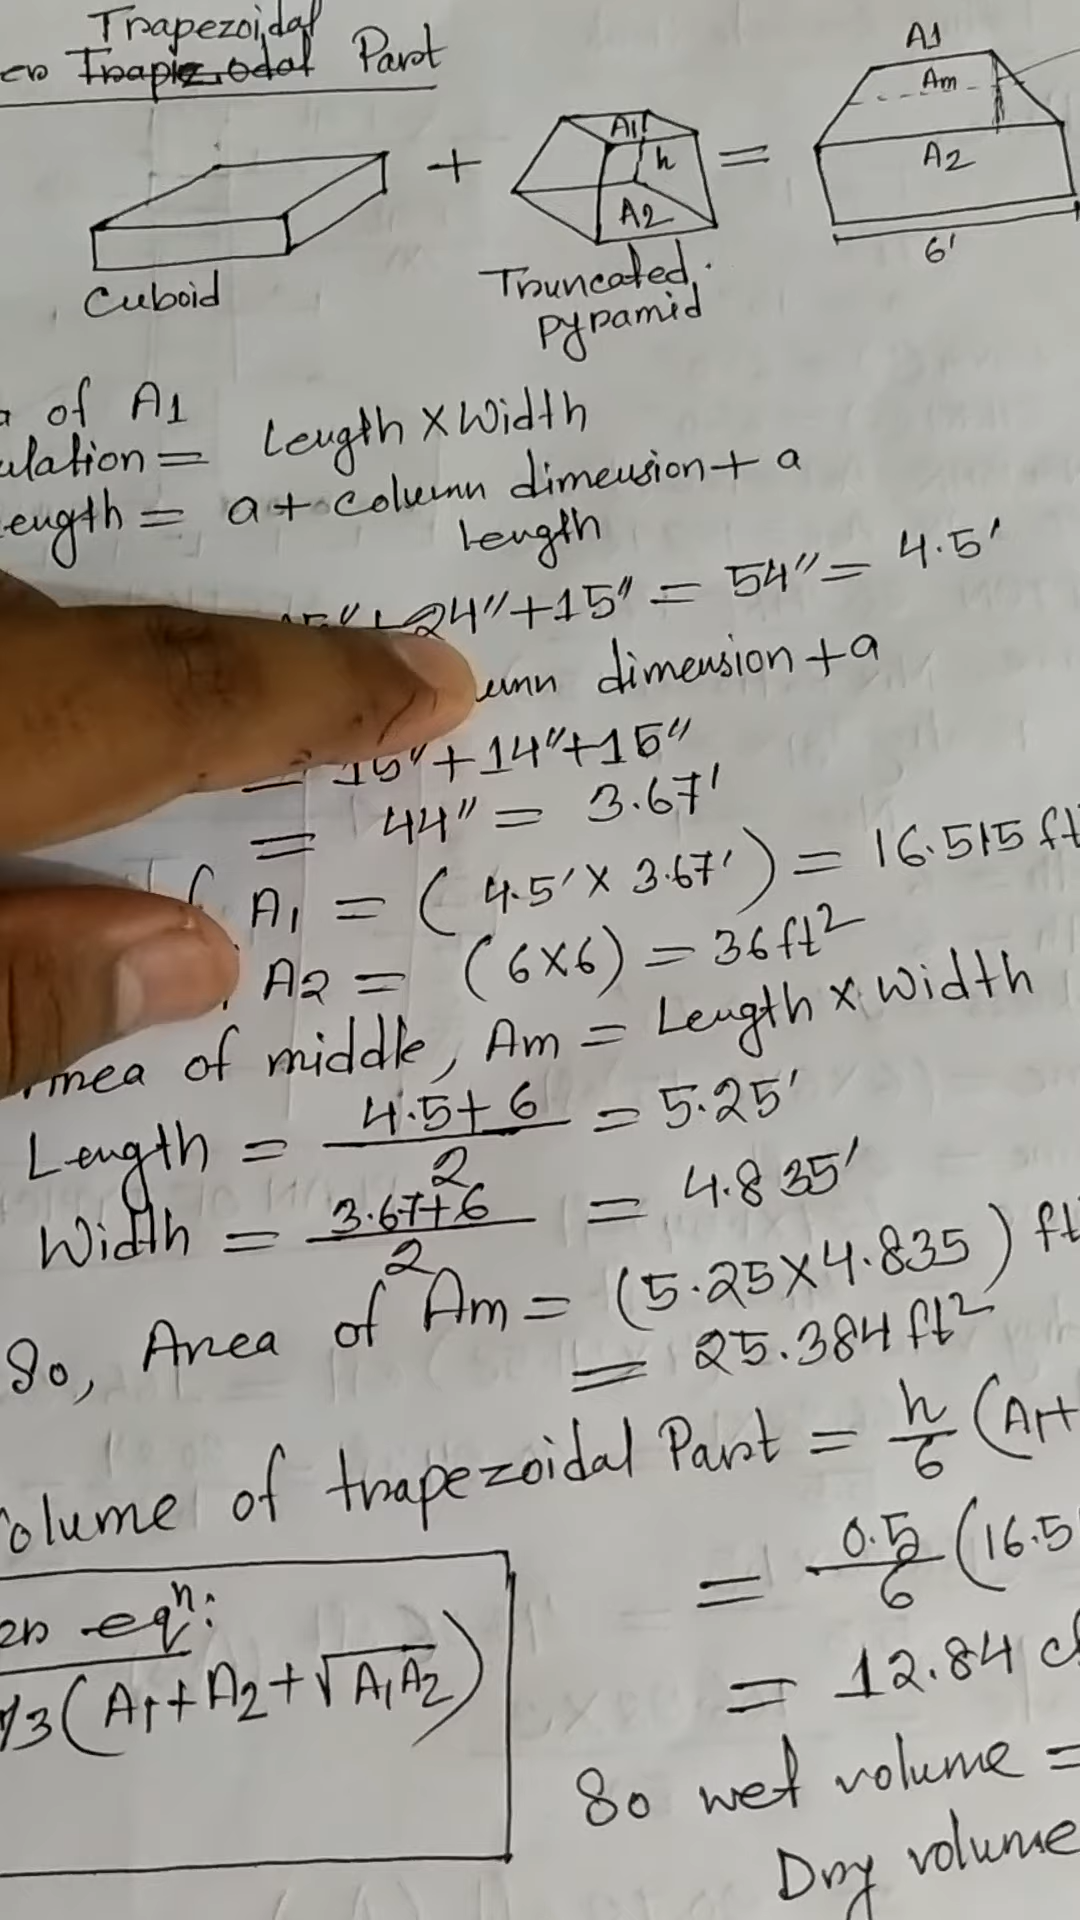 Trapezoidal
Part
A1
Am
A2
6'
A1
h
A2
+
=
Cuboid
Truncated
pyramid
of A1
= Length X Width
= a + Column dimension + a
Length
24" + 15" = 54" = 4.5'
dimension + a
= 15" + 14" + 15"
= 44" = 3.67'
A1 = (4.5' X 3.67') = 16.515 ft
A2 = (6X6) = 36 ft²
of middle, Am = Length X Width
Length = 4.5+6/2 = 5.25'
Width = 3.67+6/2 = 4.835'
So, Area of Am = (5.25X4.835) ft
= 25.384 ft²
of trapezoidal Part = h/6 (A1+
= 0.5/6 (16.5
= 12.84
eqⁿ:
/3 (A1 + A2 + √A1A2)
So wet volume =
Dry volume